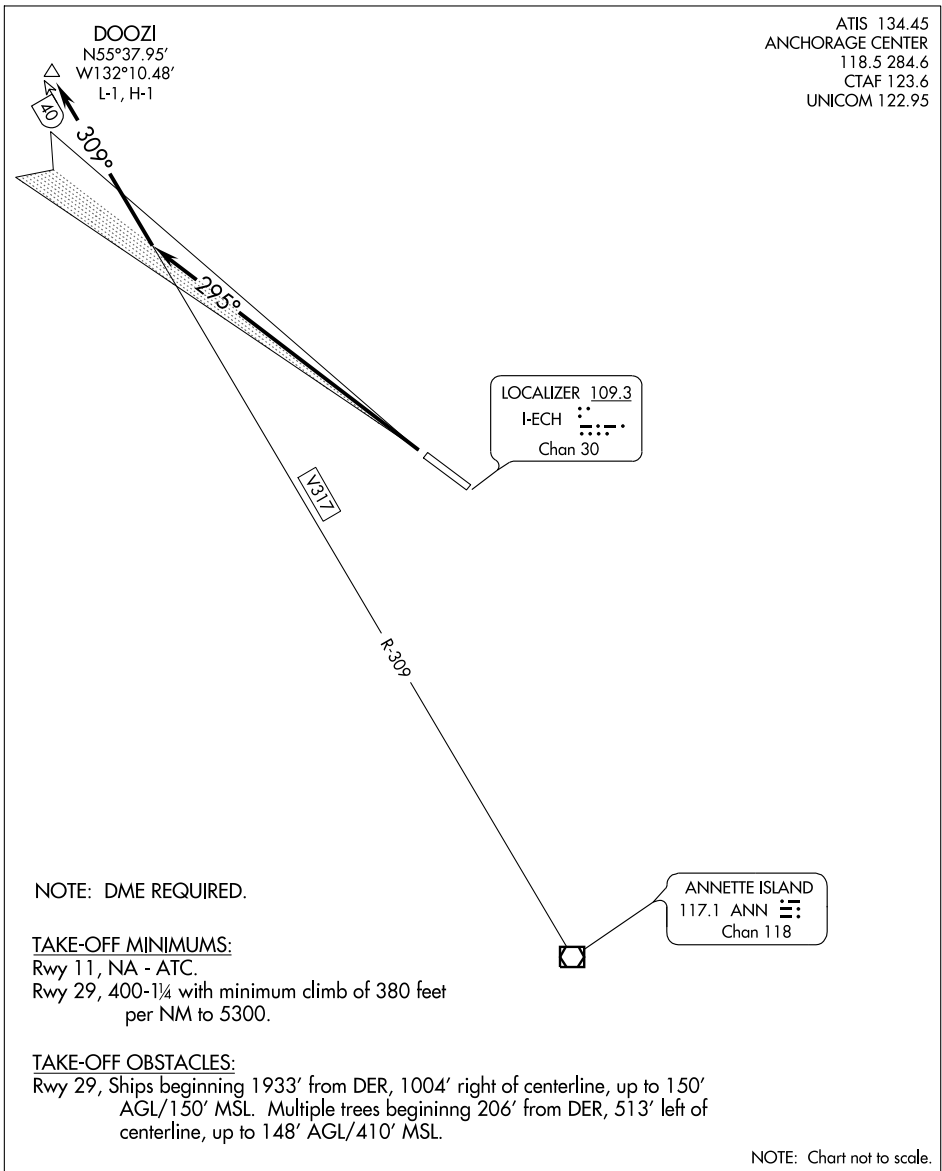 DOOZI
N55°37.95′
W132°10.48′
L-1, H-1
ATIS 134.45
ANCHORAGE CENTER
118.5 284.6
CTAF 123.6
UNICOM 122.95
40
309°
295°
LOCALIZER 109.3
I-ECH
Chan 30
V317
R-309
ANNETTE ISLAND
117.1 ANN
Chan 118
NOTE: DME REQUIRED.
TAKE-OFF MINIMUMS:
Rwy 11, NA - ATC.
Rwy 29, 400-1¼ with minimum climb of 380 feet
per NM to 5300.
TAKE-OFF OBSTACLES:
Rwy 29, Ships beginning 1933′ from DER, 1004′ right of centerline, up to 150′
AGL/150′ MSL. Multiple trees begininng 206′ from DER, 513′ left of
centerline, up to 148′ AGL/410′ MSL.
NOTE: Chart not to scale.